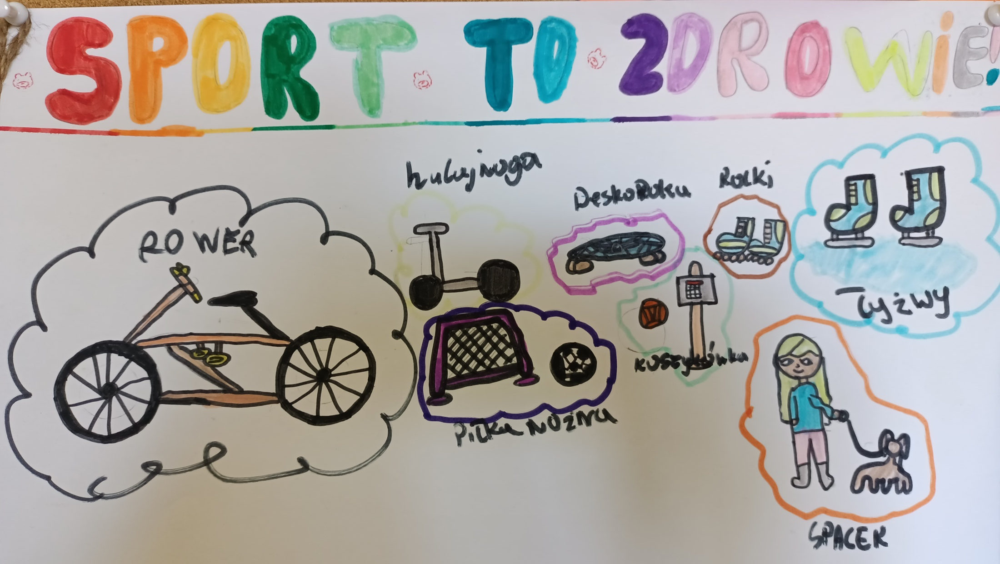 SPORT TO ZDROWIE!
hulajnoga
Rolki
DeskoRolka
ROWER
Łyżwy
koszykówka
Piłka NOŻNa
SPACER